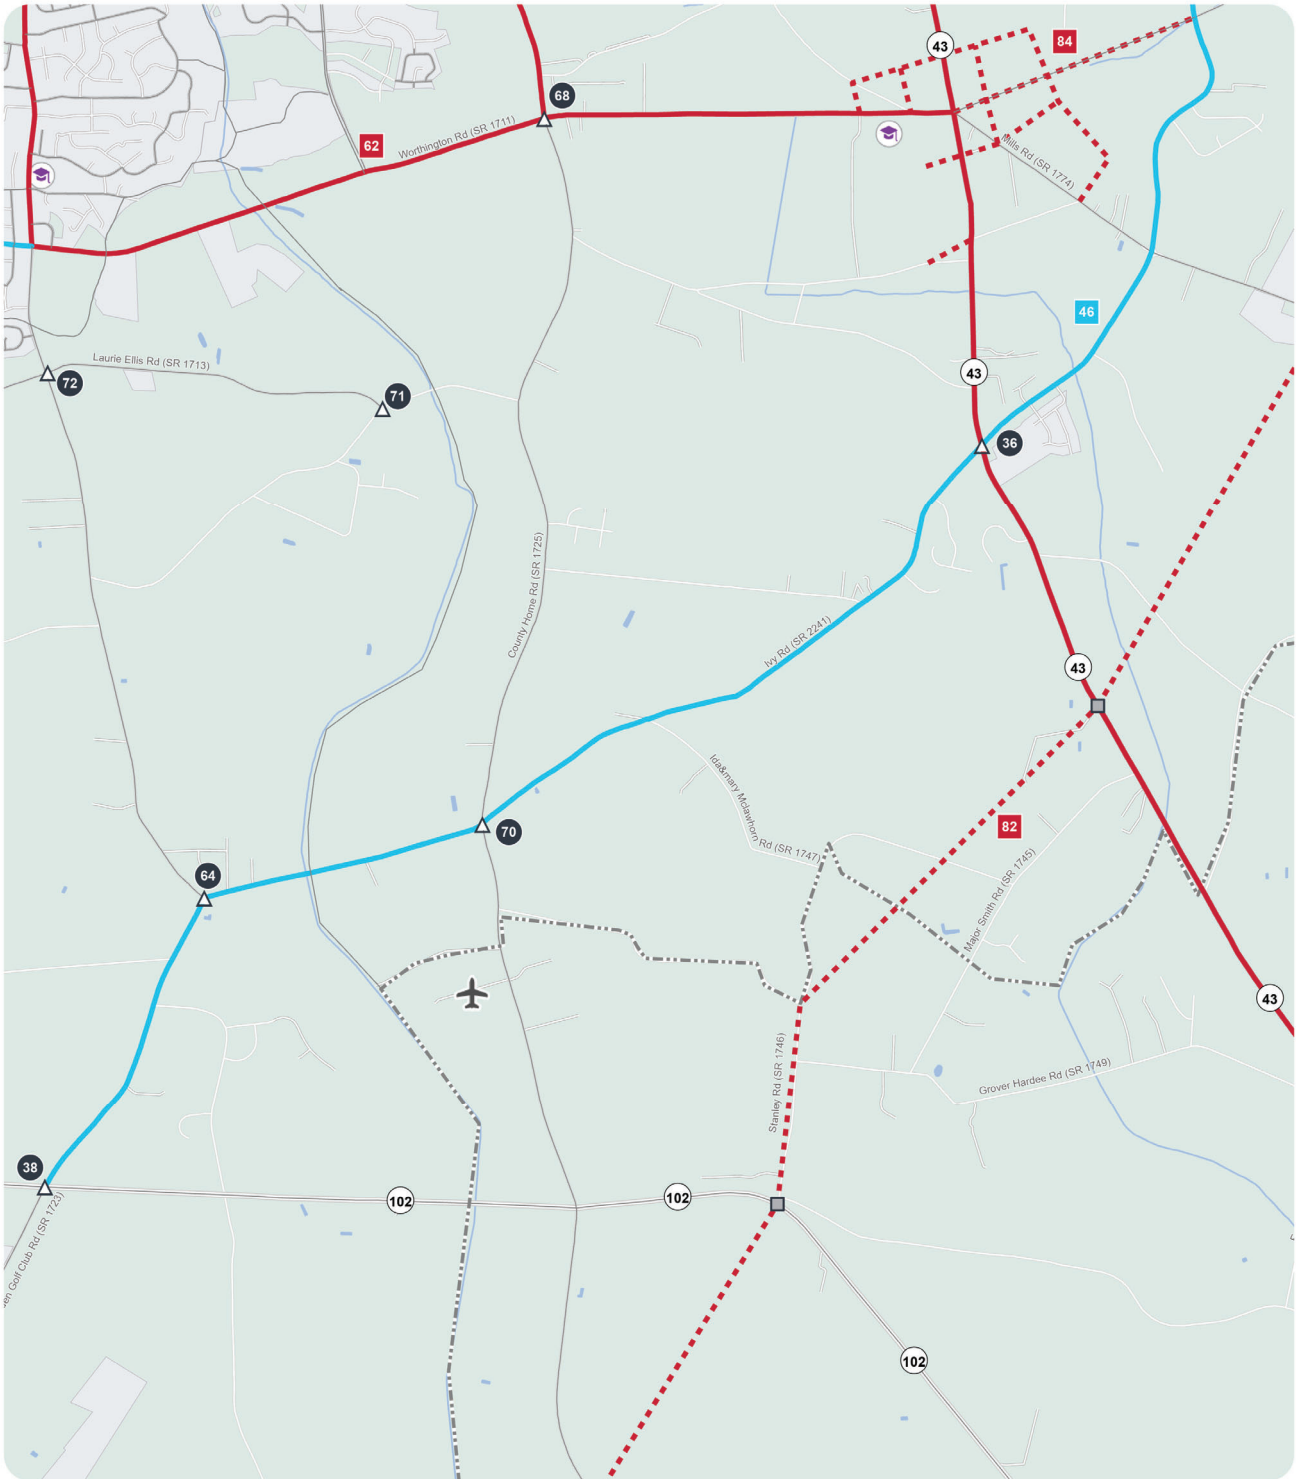 43
84
68
62
Worthington Rd (SR 1711)
Mills Rd (SR 1774)
46
Laurie Ellis Rd (SR 1713)
72
71
43
36
County Home Rd (SR 1725)
Ivy Rd (SR 2241)
43
Ida&mary Mclawhorn Rd (SR 1747)
82
70
Major Smith Rd (SR 1745)
64
43
Stanley Rd (SR 1746)
Grover Hardee Rd (SR 1749)
38
102
102
Golf Club Rd (SR 1723)
102